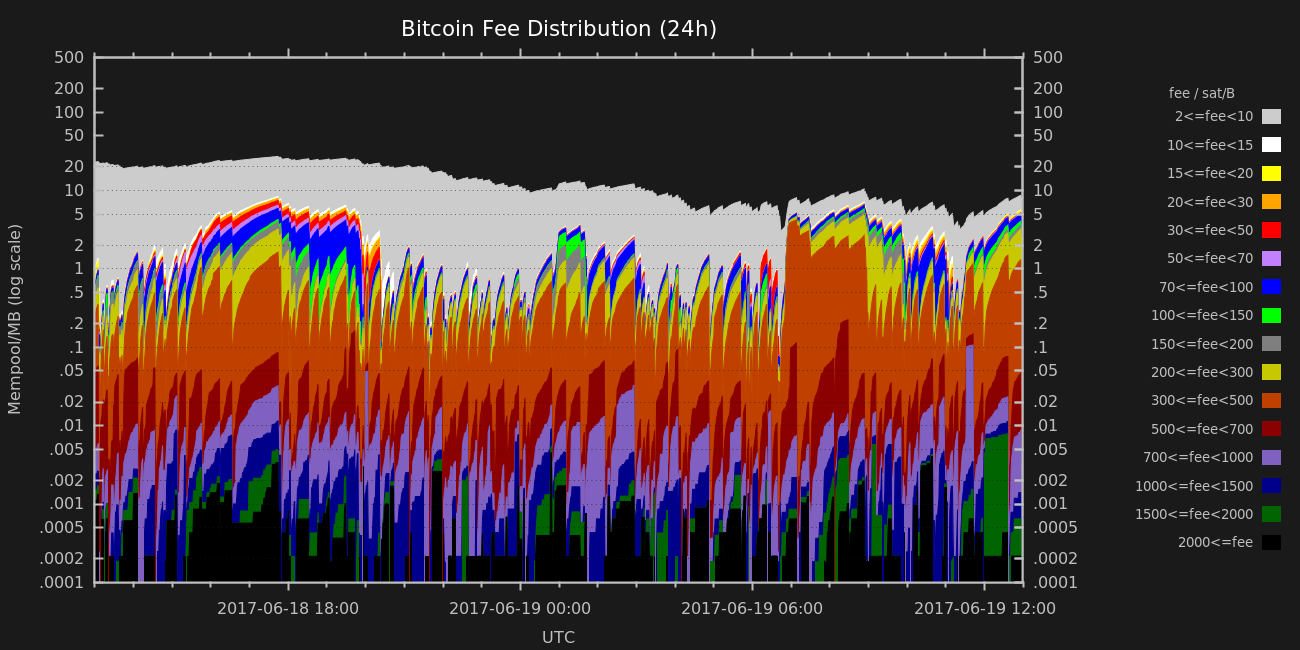 Bitcoin Fee Distribution (24h)
500
200
100
50
20
10
5
2
1
.5
.2
.1
.05
.02
.01
.005
.002
.001
.0005
.0002
.0001
Mempool/MB (log scale)
500
200
100
50
20
10
5
2
1
.5
.2
.1
.05
.02
.01
.005
.002
.001
.0005
.0002
.0001
2017-06-18 18:00
2017-06-19 00:00
2017-06-19 06:00
2017-06-19 12:00
UTC
fee / sat/B
2<=fee<10
10<=fee<15
15<=fee<20
20<=fee<30
30<=fee<50
50<=fee<70
70<=fee<100
100<=fee<150
150<=fee<200
200<=fee<300
300<=fee<500
500<=fee<700
700<=fee<1000
1000<=fee<1500
1500<=fee<2000
2000<=fee